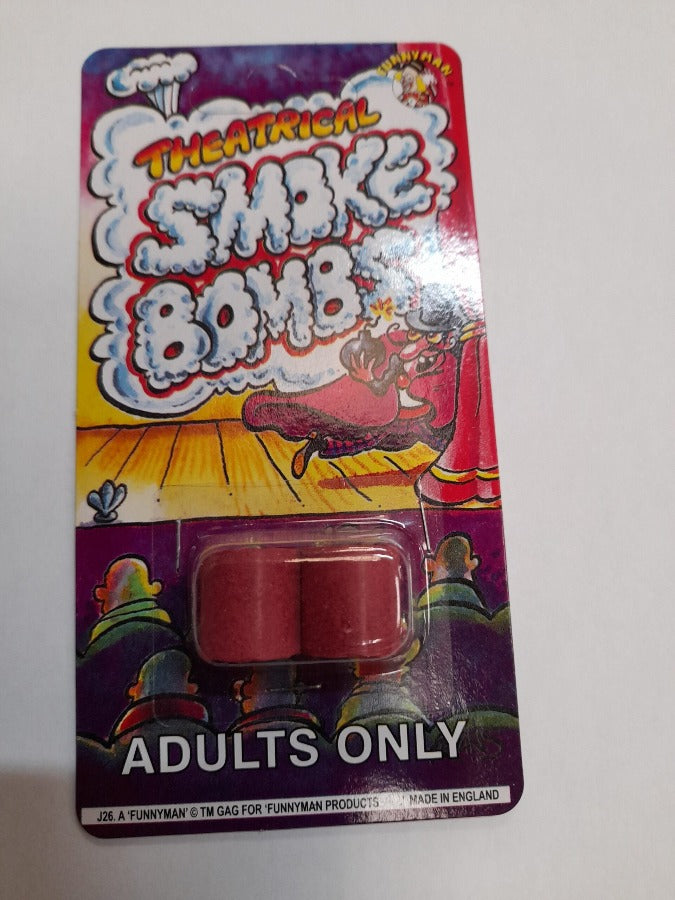 FUNNYMAN
THEATRICAL
SMOKE
BOMBS
ADULTS ONLY
J26. A 'FUNNYMAN' © TM GAG FOR 'FUNNYMAN PRODUCTS MADE IN ENGLAND